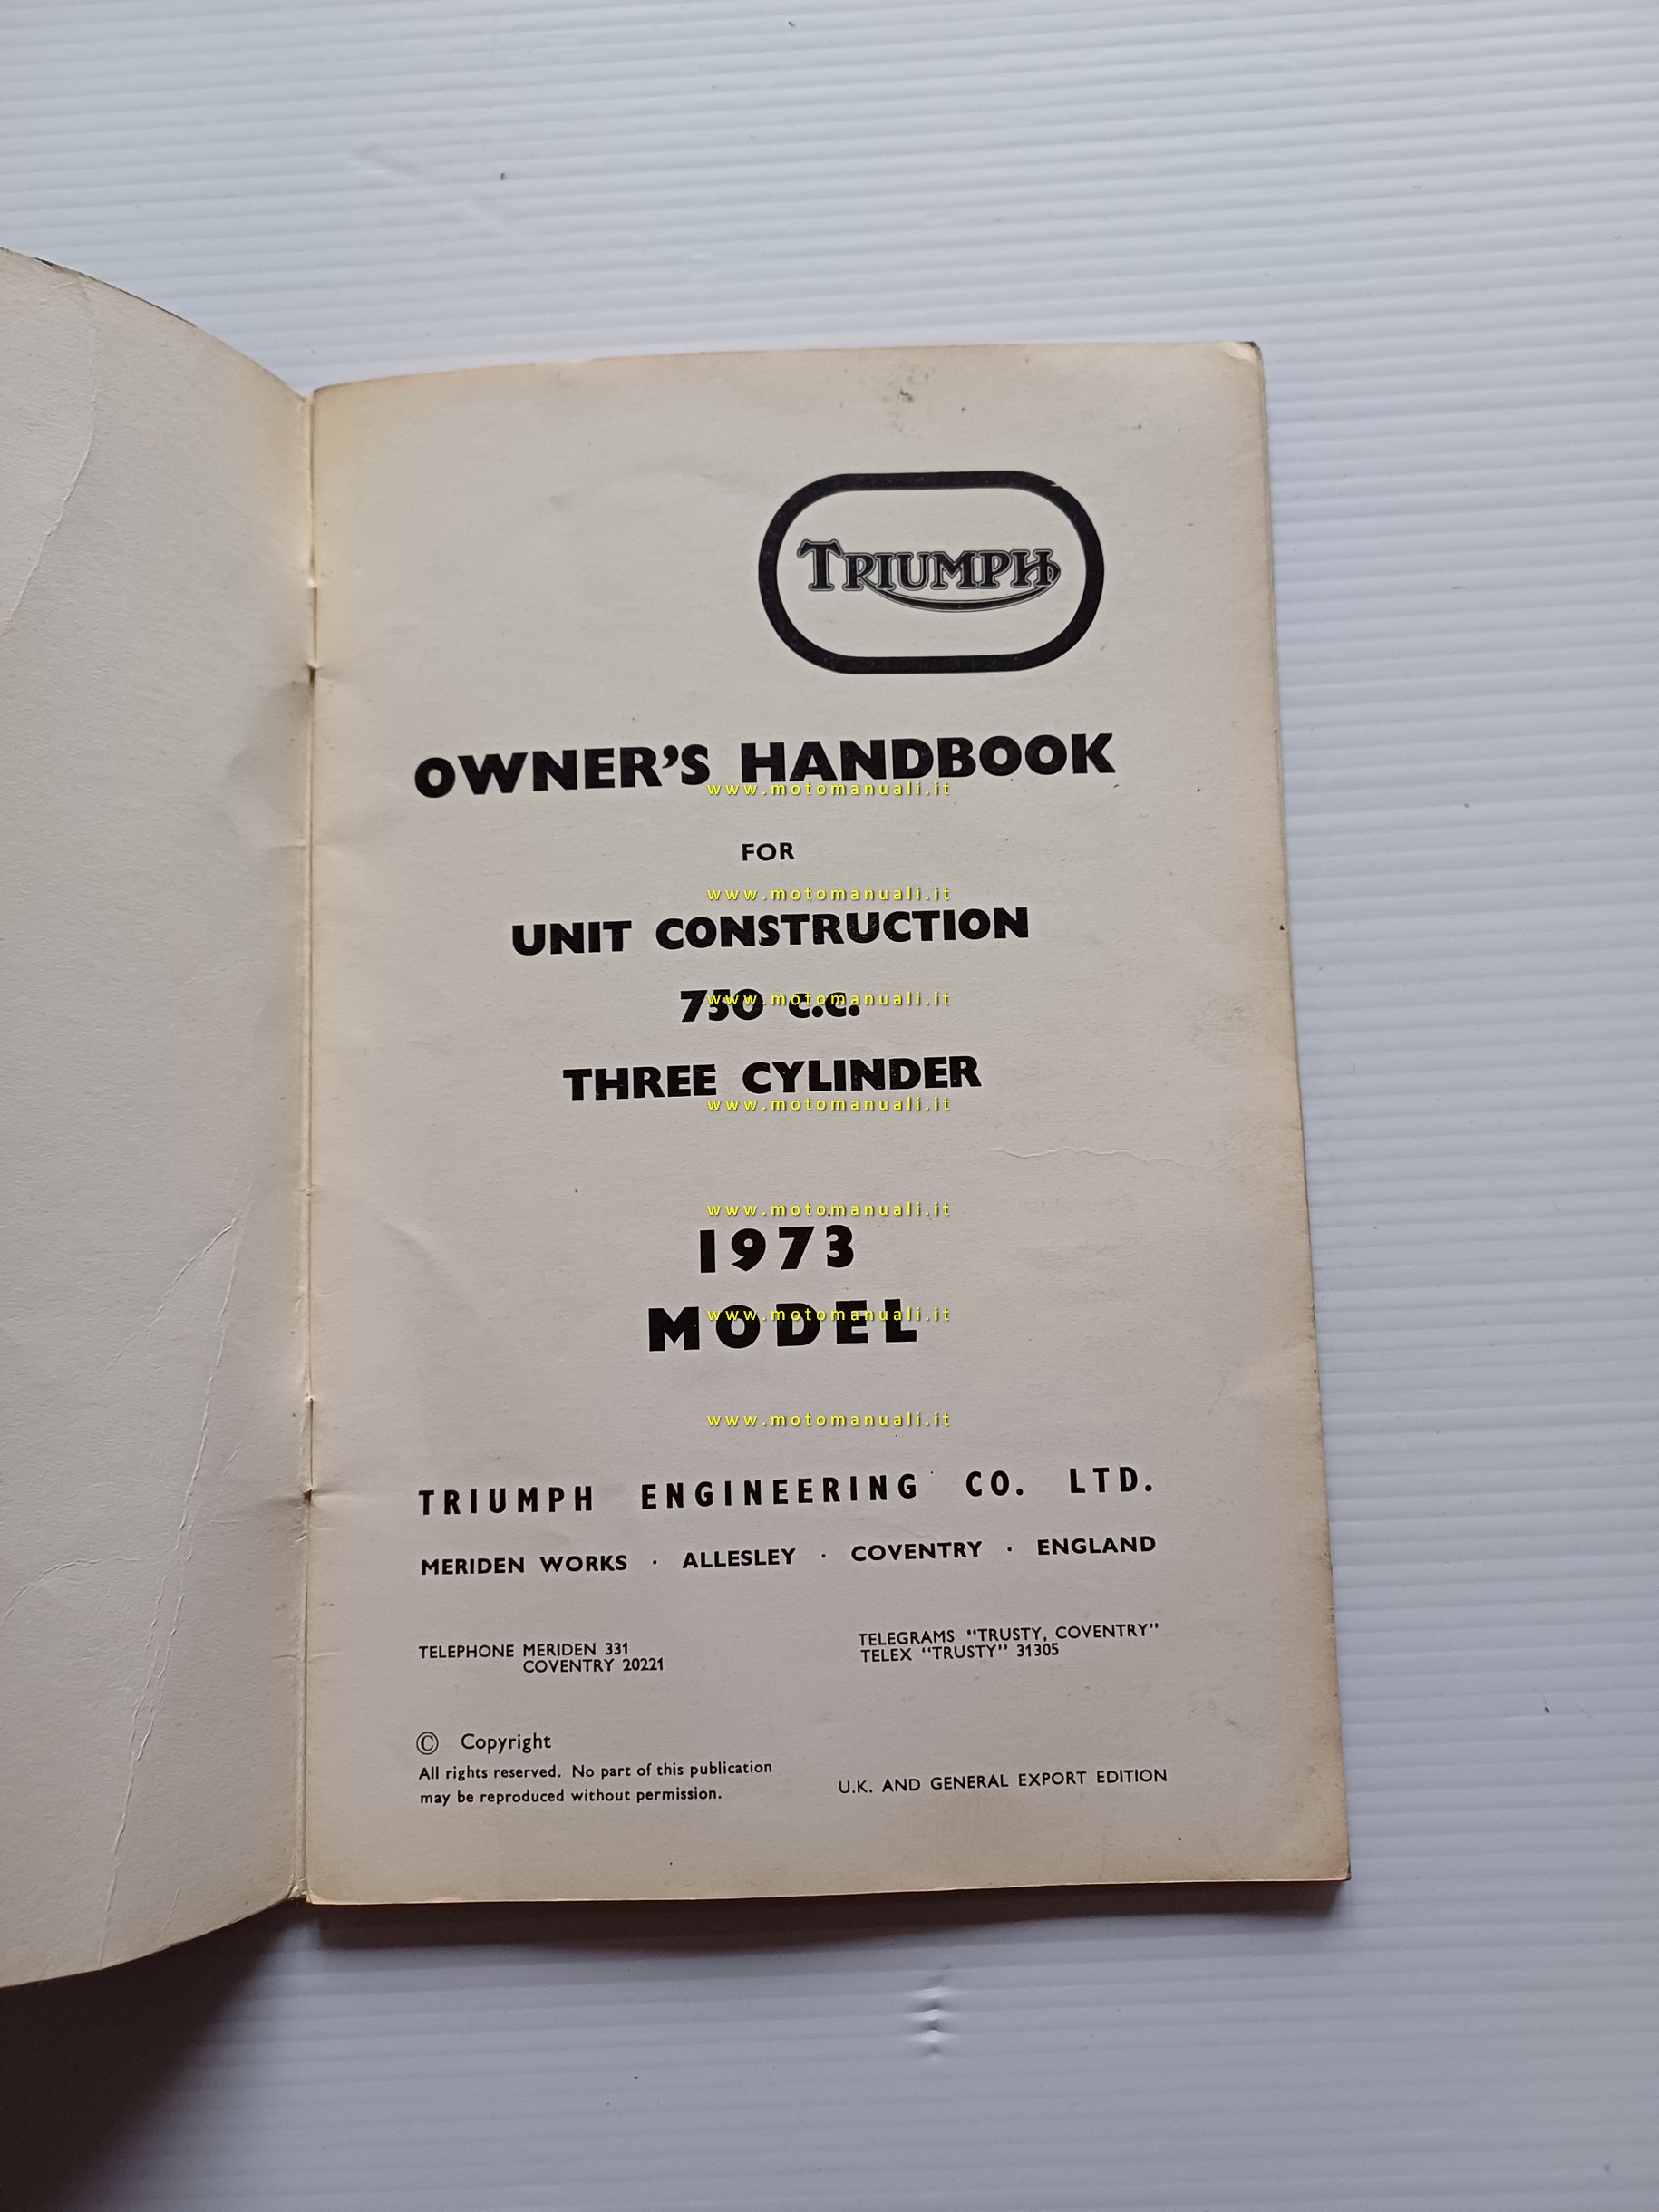 TRIUMPH
OWNER'S HANDBOOK
www.motomanuali.it
FOR
www.motomanuali.it
UNIT CONSTRUCTION
750 c.c.
www.motomanuali.it
THREE CYLINDER
www.motomanuali.it
www.motomanuali.it
1973
MODEL
www.motomanuali.it
www.motomanuali.it
TRIUMPH ENGINEERING CO. LTD.
MERIDEN WORKS · ALLESLEY · COVENTRY · ENGLAND
TELEPHONE MERIDEN 331
COVENTRY 20221
TELEGRAMS "TRUSTY, COVENTRY"
TELEX "TRUSTY" 31305
© Copyright
All rights reserved. No part of this publication
may be reproduced without permission.
U.K. AND GENERAL EXPORT EDITION